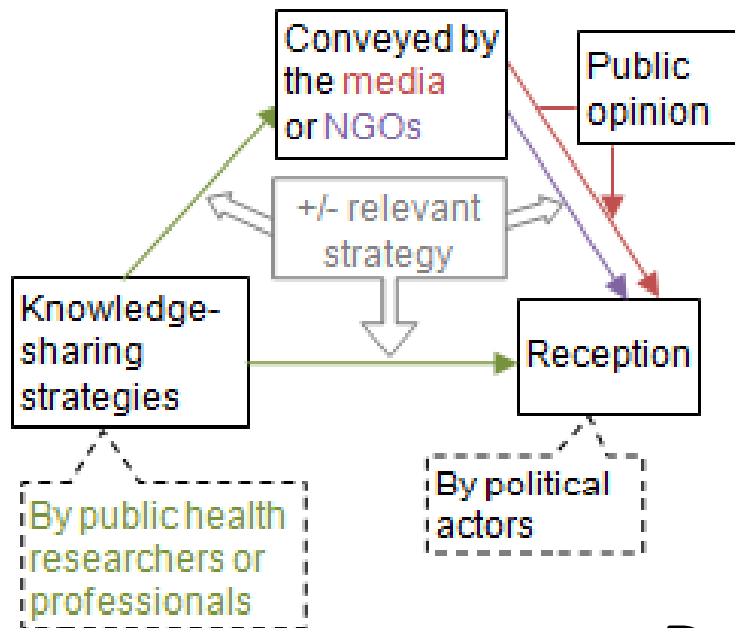 Conveyed by
the media
or NGOs
Public
opinion
+/- relevant
strategy
Knowledge-
sharing
strategies
Reception
By political
actors
By public health
researchers or
professionals